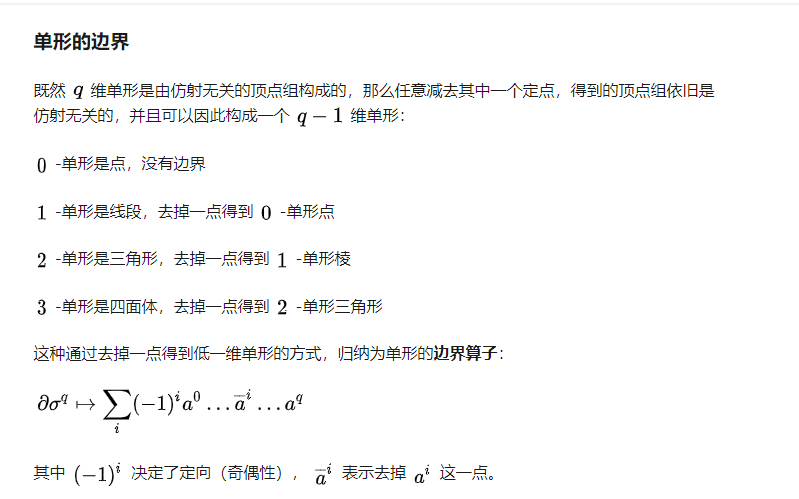 单形的边界
既然 q 维单形是由仿射无关的顶点组构成的，那么任意减去其中一个定点，得到的顶点组依旧是
仿射无关的，并且可以因此构成一个 q − 1 维单形：
0 -单形是点，没有边界
1 -单形是线段，去掉一点得到 0 -单形点
2 -单形是三角形，去掉一点得到 1 -单形棱
3 -单形是四面体，去掉一点得到 2 -单形三角形
这种通过去掉一点得到低一维单形的方式，归纳为单形的边界算子：
∂σ^q ↦ ∑_i (−1)^i a^0 … a̅^i … a^q
其中 (−1)^i 决定了定向（奇偶性）， a̅^i 表示去掉 a^i 这一点。